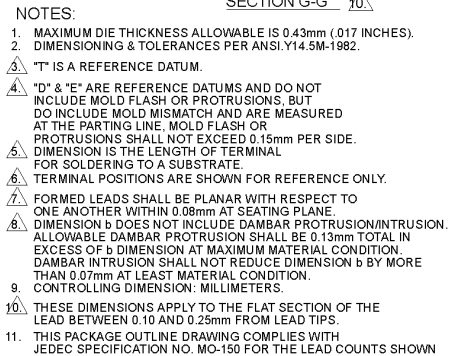 SECTION G-G 10.
NOTES:
1. MAXIMUM DIE THICKNESS ALLOWABLE IS 0.43mm (.017 INCHES).
2. DIMENSIONING & TOLERANCES PER ANSI.Y14.5M-1982.
3. "T" IS A REFERENCE DATUM.
4. "D" & "E" ARE REFERENCE DATUMS AND DO NOT
INCLUDE MOLD FLASH OR PROTRUSIONS, BUT
DO INCLUDE MOLD MISMATCH AND ARE MEASURED
AT THE PARTING LINE, MOLD FLASH OR
PROTRUSIONS SHALL NOT EXCEED 0.15mm PER SIDE.
5. DIMENSION IS THE LENGTH OF TERMINAL
FOR SOLDERING TO A SUBSTRATE.
6. TERMINAL POSITIONS ARE SHOWN FOR REFERENCE ONLY.
7. FORMED LEADS SHALL BE PLANAR WITH RESPECT TO
ONE ANOTHER WITHIN 0.08mm AT SEATING PLANE.
8. DIMENSION b DOES NOT INCLUDE DAMBAR PROTRUSION/INTRUSION.
ALLOWABLE DAMBAR PROTRUSION SHALL BE 0.13mm TOTAL IN
EXCESS OF b DIMENSION AT MAXIMUM MATERIAL CONDITION.
DAMBAR INTRUSION SHALL NOT REDUCE DIMENSION b BY MORE
THAN 0.07mm AT LEAST MATERIAL CONDITION.
9. CONTROLLING DIMENSION: MILLIMETERS.
10. THESE DIMENSIONS APPLY TO THE FLAT SECTION OF THE
LEAD BETWEEN 0.10 AND 0.25mm FROM LEAD TIPS.
11. THIS PACKAGE OUTLINE DRAWING COMPLIES WITH
JEDEC SPECIFICATION NO. MO-150 FOR THE LEAD COUNTS SHOWN